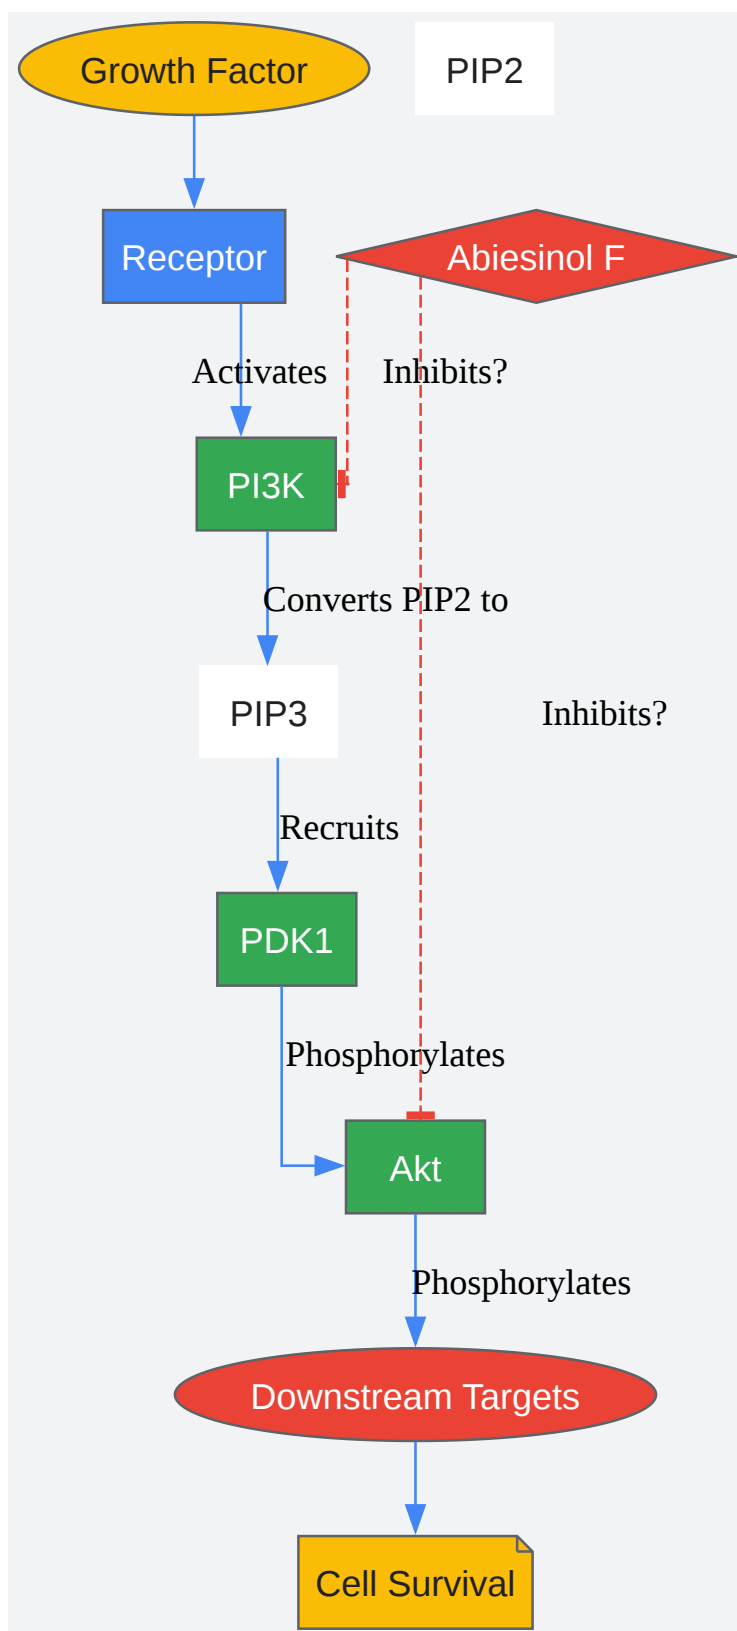 Growth Factor
PIP2
Receptor
Abiesinol F
Activates
Inhibits?
PI3K
Converts PIP2 to
PIP3
Inhibits?
Recruits
PDK1
Phosphorylates
Akt
Phosphorylates
Downstream Targets
Cell Survival